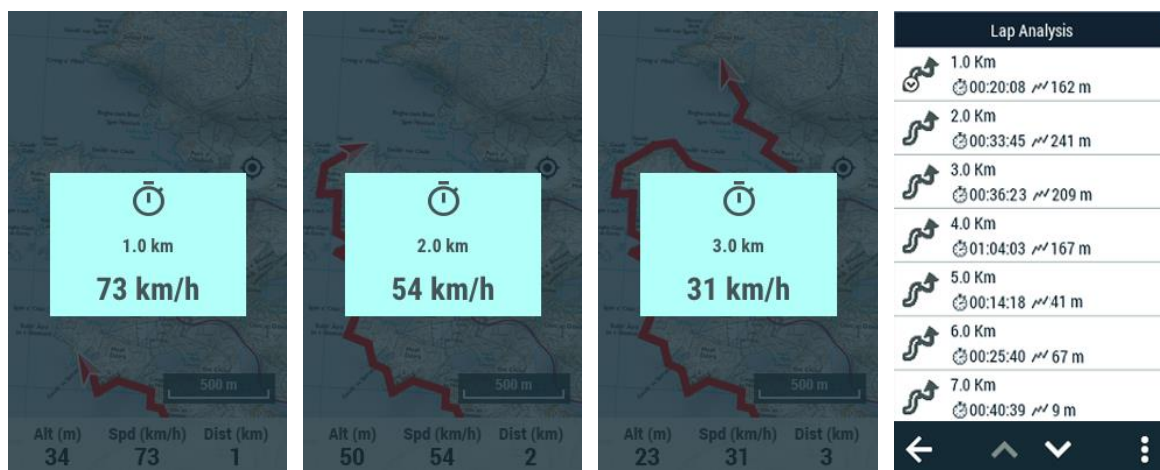 1.0 km
73 km/h
500 m
Alt (m) Spd (km/h) Dist (km)
34 73 1
2.0 km
54 km/h
500 m
Alt (m) Spd (km/h) Dist (km)
50 54 2
3.0 km
31 km/h
500 m
Alt (m) Spd (km/h) Dist (km)
23 31 3
Lap Analysis
1.0 Km
00:20:08 162 m
2.0 Km
00:33:45 241 m
3.0 Km
00:36:23 209 m
4.0 Km
01:04:03 167 m
5.0 Km
00:14:18 41 m
6.0 Km
00:25:40 67 m
7.0 Km
00:40:39 9 m